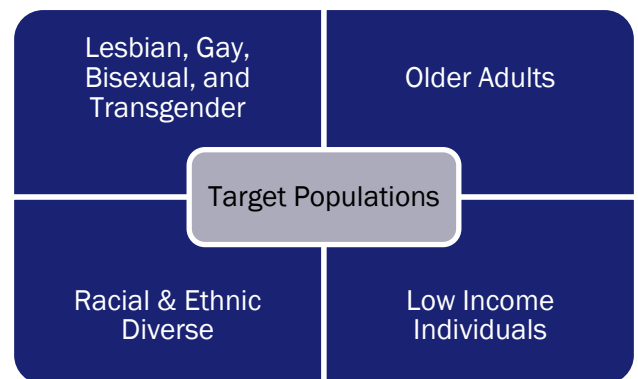 Lesbian, Gay,
Bisexual, and
Transgender
Older Adults
Target Populations
Racial & Ethnic
Diverse
Low Income
Individuals